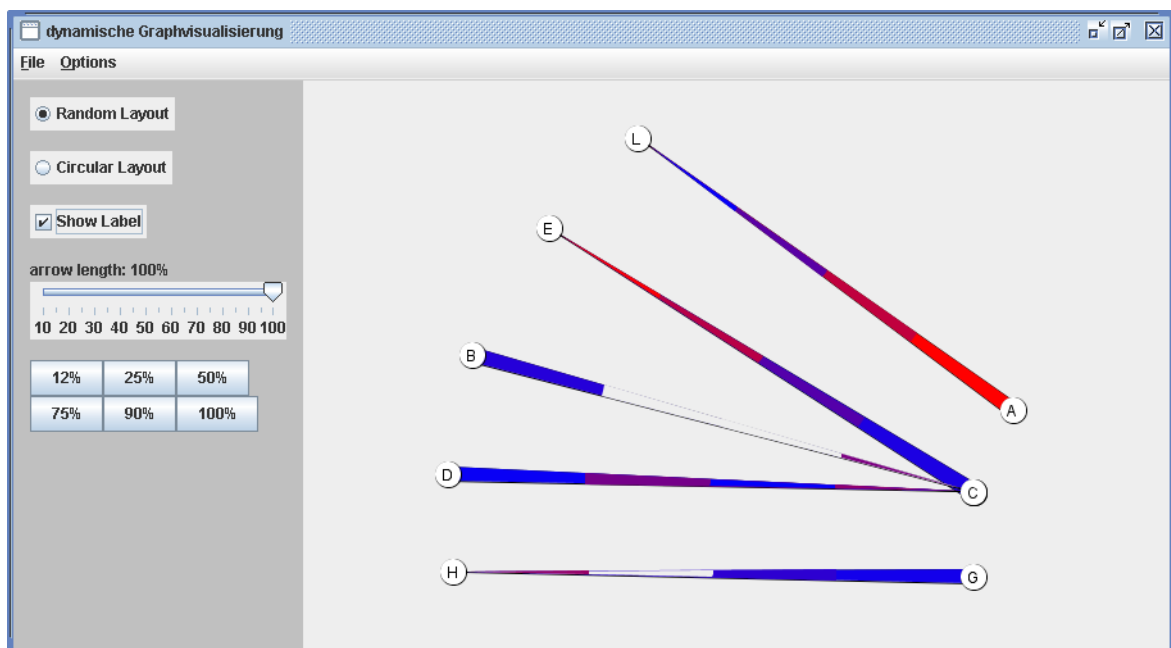 dynamische Graphvisualisierung
File Options
Random Layout
Circular Layout
Show Label
arrow length: 100%
10 20 30 40 50 60 70 80 90 100
12% 25% 50%
75% 90% 100%
L
E
B
A
D
C
H
G